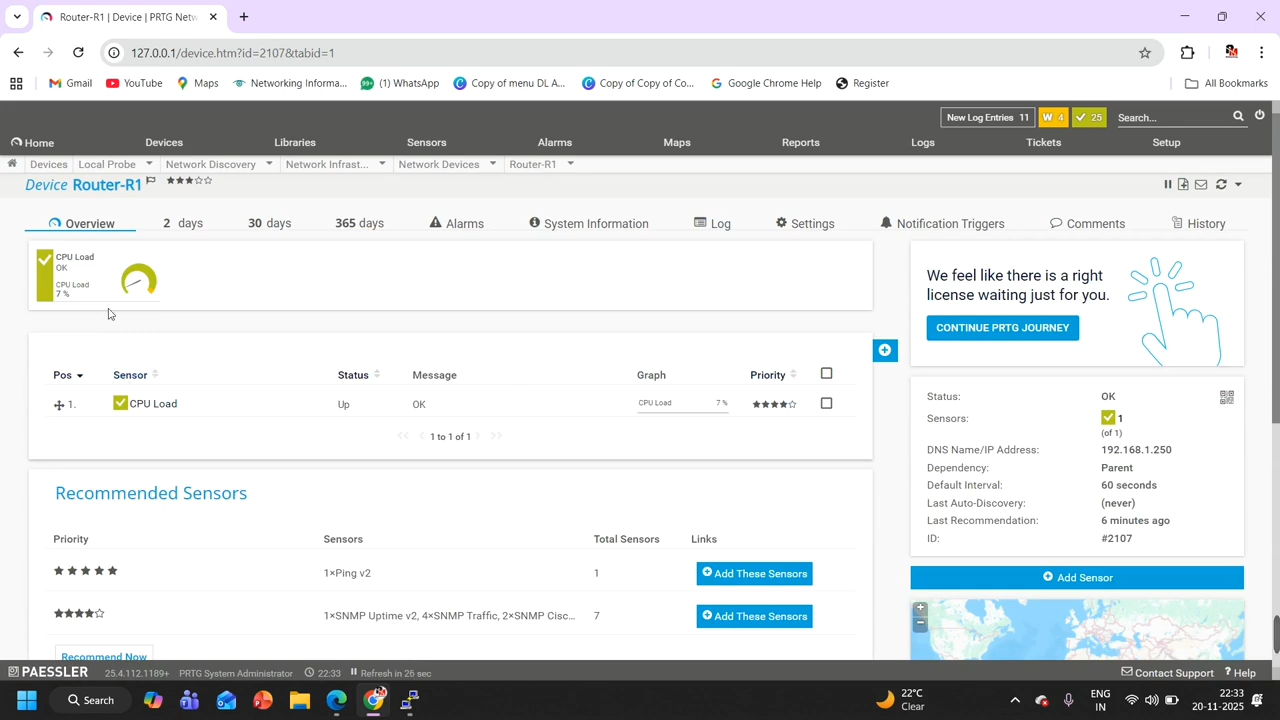 Router-R1 | Device | PRTG Netw
127.0.0.1/device.htm?id=2107&tabid=1
Gmail YouTube Maps Networking Informa... (1) WhatsApp Copy of menu DL A... Copy of Copy of Co... Google Chrome Help Register All Bookmarks
New Log Entries 11 W 4 25 Search...
Home Devices Libraries Sensors Alarms Maps Reports Logs Tickets Setup
Devices Local Probe Network Discovery Network Infrast... Network Devices Router-R1
Device Router-R1
Overview 2 days 30 days 365 days Alarms System Information Log Settings Notification Triggers Comments History
CPU Load
OK
CPU Load
7 %
We feel like there is a right
license waiting just for you.
CONTINUE PRTG JOURNEY
Pos Sensor Status Message Graph Priority
1. CPU Load Up OK CPU Load 7 %
1 to 1 of 1
Status: OK
Sensors: 1
(of 1)
DNS Name/IP Address: 192.168.1.250
Dependency: Parent
Default Interval: 60 seconds
Last Auto-Discovery: (never)
Last Recommendation: 6 minutes ago
ID: #2107
Add Sensor
Recommended Sensors
Priority Sensors Total Sensors Links
1×Ping v2 1 Add These Sensors
1×SNMP Uptime v2, 4×SNMP Traffic, 2×SNMP Cisc... 7 Add These Sensors
Recommend Now
PAESSLER 25.4.112.1189+ PRTG System Administrator 22:33 Refresh in 26 sec Contact Support ? Help
Search
22°C
Clear
ENG
IN
22:33
20-11-2025